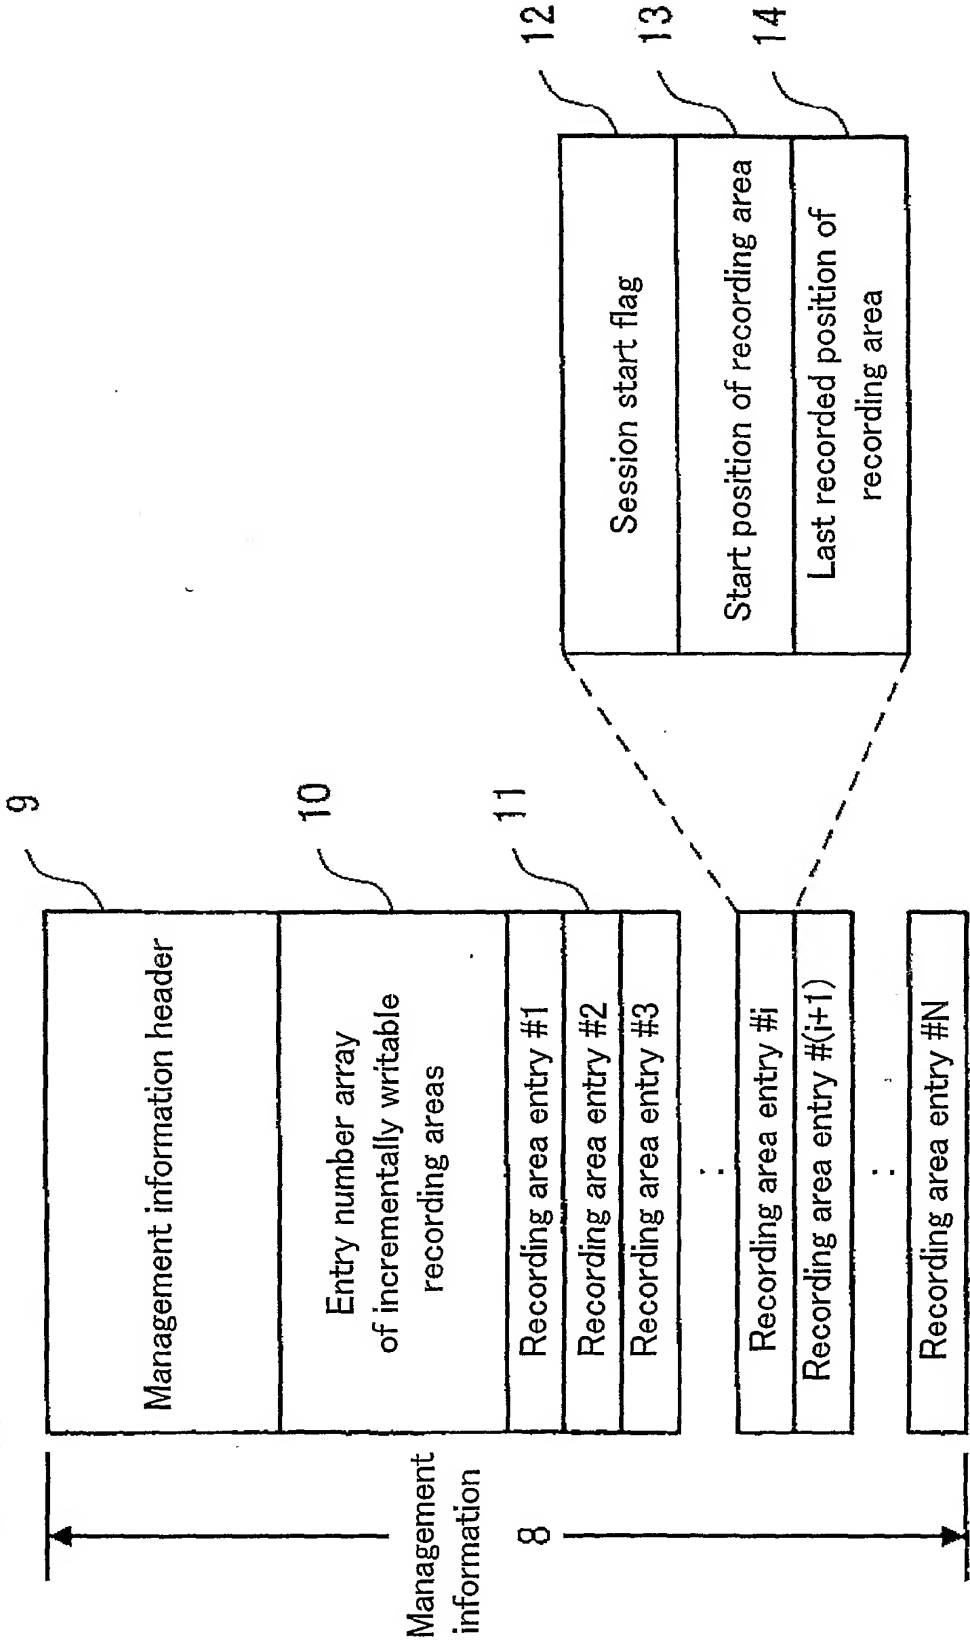 Management
information
8
9
Management information header
10
Entry number array
of incrementally writable
recording areas
11
Recording area entry #1
Recording area entry #2
Recording area entry #3
:
Recording area entry #i
Recording area entry #(i+1)
:
Recording area entry #N
12
Session start flag
13
Start position of recording area
14
Last recorded position of
recording area